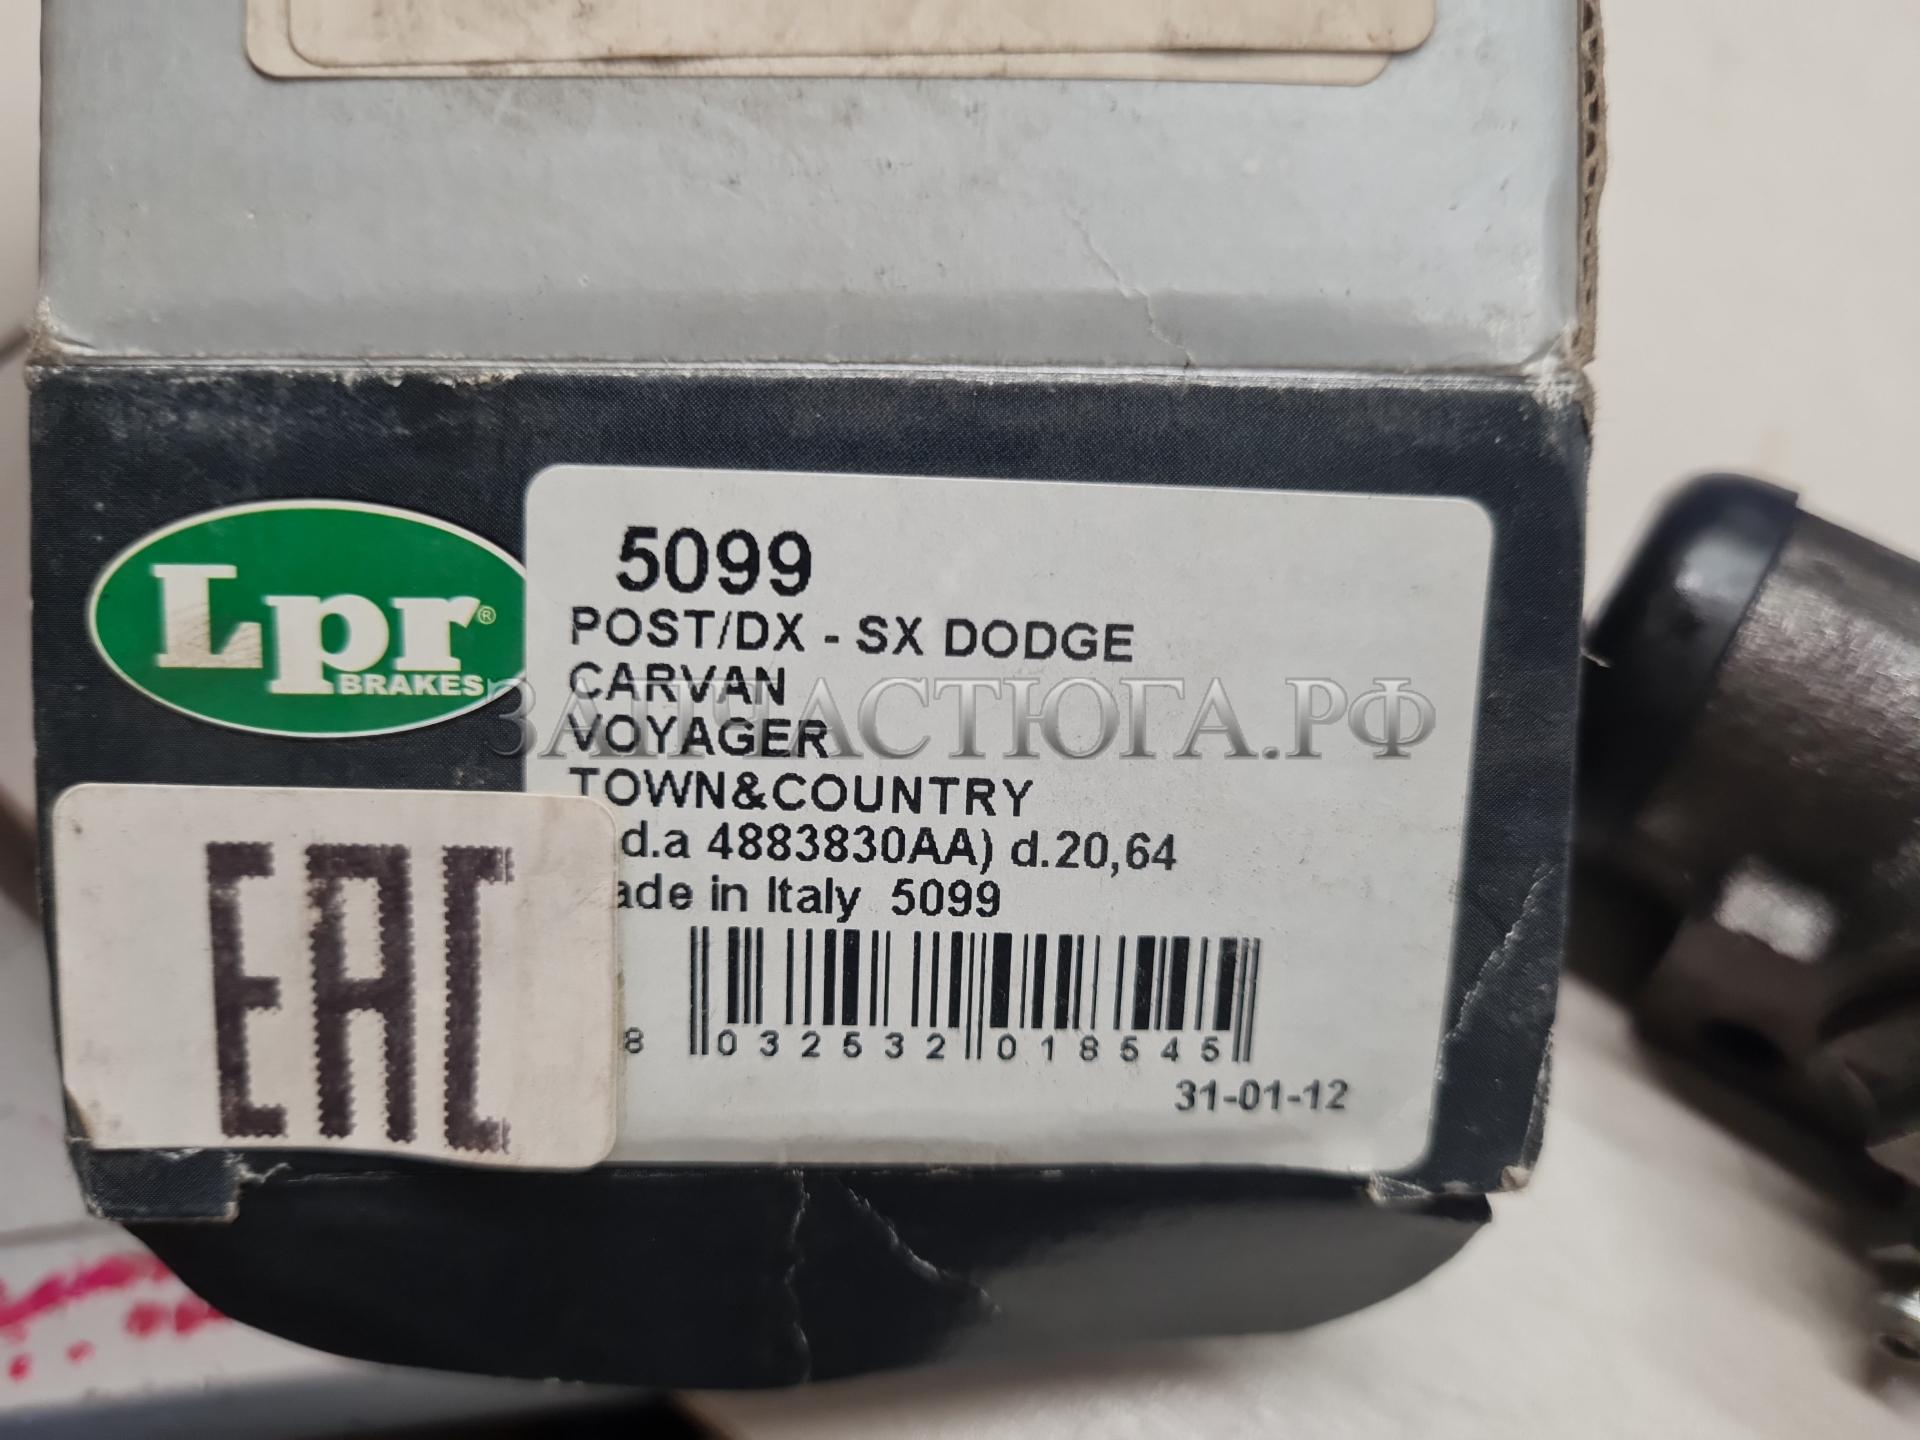 Lpr®
BRAKES
5099
POST/DX - SX DODGE
CARVAN
VOYAGER
TOWN&COUNTRY
d.a 4883830AA) d.20,64
ade in Italy 5099
8 032532 018545
31-01-12
EAC
ЗАПЧАСТЮГА.РФ